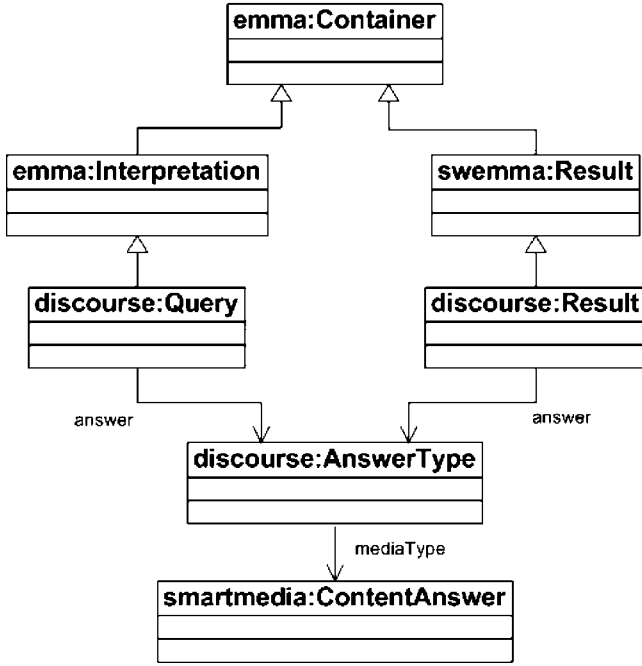 emma:Container
emma:Interpretation
swemma:Result
discourse:Query
discourse:Result
answer
answer
discourse:AnswerType
mediaType
smartmedia:ContentAnswer